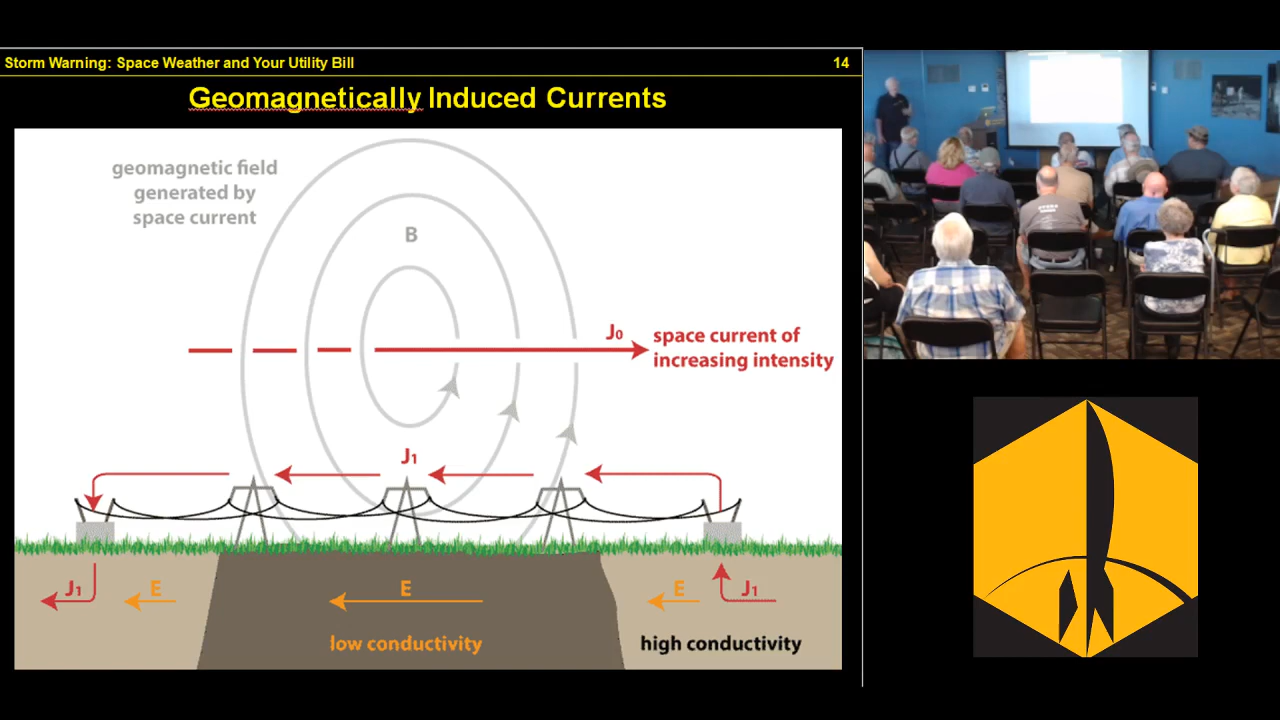 Storm Warning: Space Weather and Your Utility Bill 14
Geomagnetically Induced Currents
geomagnetic field
generated by
space current
B
J₀
space current of
increasing intensity
J₁
J₁
E
E
E
J₁
low conductivity
high conductivity